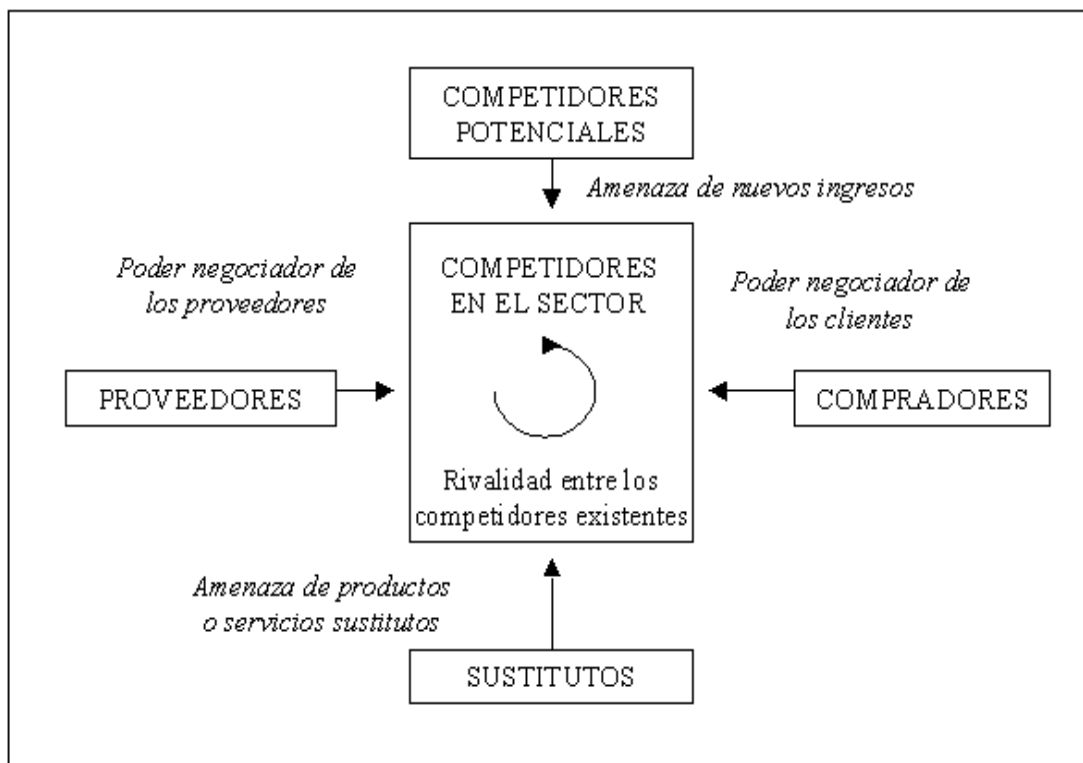 COMPETIDORES
POTENCIALES
Amenaza de nuevos ingresos
Poder negociador de
los proveedores
COMPETIDORES
EN EL SECTOR
Poder negociador de
los clientes
PROVEEDORES
COMPRADORES
Rivalidad entre los
competidores existentes
Amenaza de productos
o servicios sustitutos
SUSTITUTOS